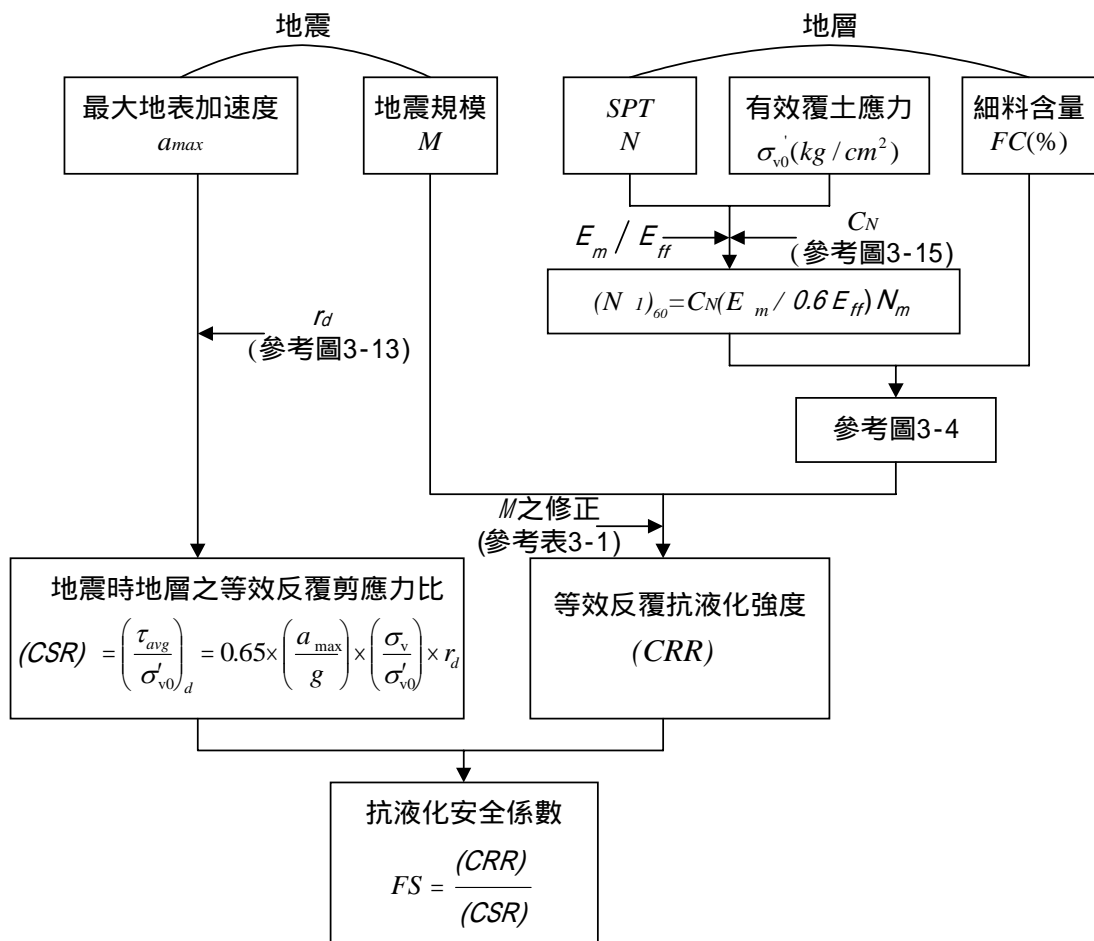 地震
地層
最大地表加速度
amax
地震規模
M
SPT
N
有效覆土應力
σv0'(kg/cm²)
細料含量
FC(%)
E_m / E_ff
CN
(參考圖3-15)
(N 1)60=CN(E m / 0.6 Eff) Nm
rd
(參考圖3-13)
參考圖3-4
M之修正
(參考表3-1)
地震時地層之等效反覆剪應力比
(CSR) = (τavg/σ′v0)d = 0.65×(amax/g)×(σv/σ′v0)×rd
等效反覆抗液化強度
(CRR)
抗液化安全係數
FS = (CRR)/(CSR)